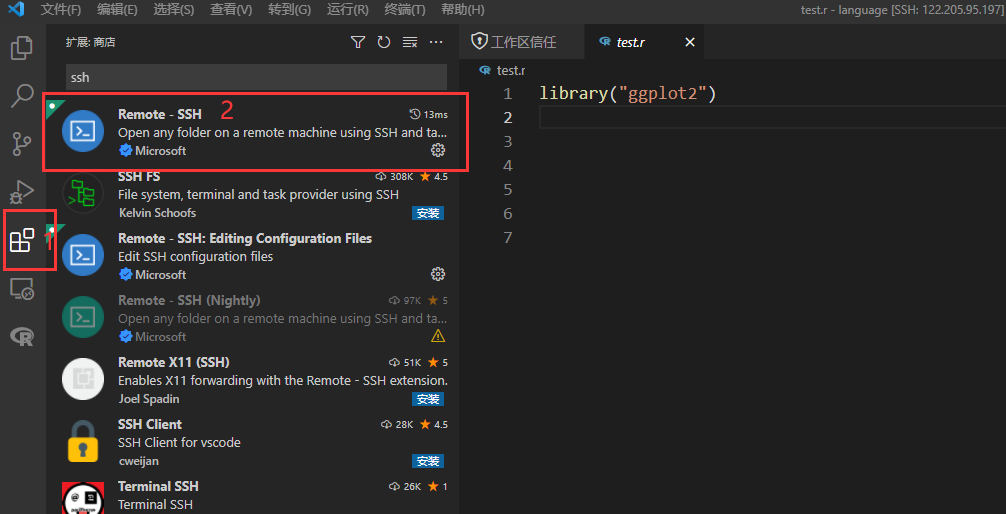 文件(F) 编辑(E) 选择(S) 查看(V) 转到(G) 运行(R) 终端(T) 帮助(H) test.r - language [SSH: 122.205.95.197]
扩展: 商店
ssh
Remote - SSH 2 13ms
Open any folder on a remote machine using SSH and ta...
Microsoft
SSH FS 308K 4.5
File system, terminal and task provider using SSH
Kelvin Schoofs 安装
1
Remote - SSH: Editing Configuration Files
Edit SSH configuration files
Microsoft
Remote - SSH (Nightly) 97K 5
Open any folder on a remote machine using SSH and ta...
Microsoft
Remote X11 (SSH) 51K 5
Enables X11 forwarding with the Remote - SSH extension.
Joel Spadin 安装
SSH Client 28K 4.5
SSH Client for vscode
cweijan 安装
Terminal SSH 26K 1
Terminal SSH
工作区信任 test.r
test.r
1 library("ggplot2")
2
3
4
5
6
7